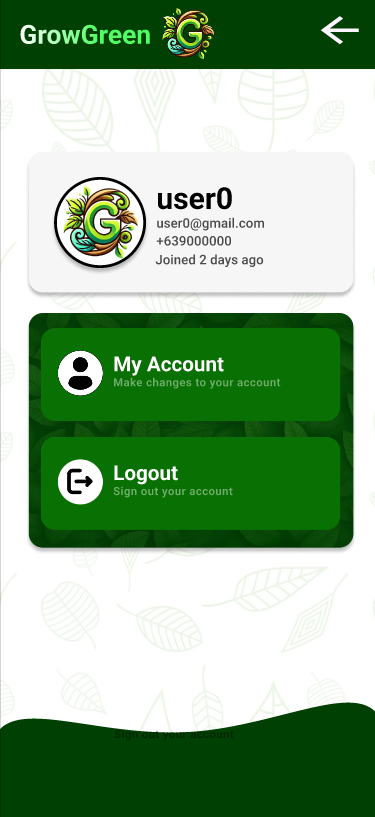 GrowGreen
user0
user0@gmail.com
+639000000
Joined 2 days ago
My Account
Make changes to your account
Logout
Sign out your account
Sign out your account